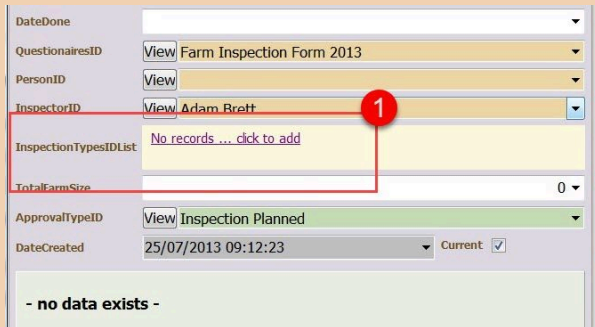 DateDone
QuestionairesID View Farm Inspection Form 2013
PersonID View
InspectorID View Adam Brett
1
InspectionTypesIDList No records ... click to add
TotalFarmSize 0
ApprovalTypeID View Inspection Planned
DateCreated 25/07/2013 09:12:23 Current
- no data exists -